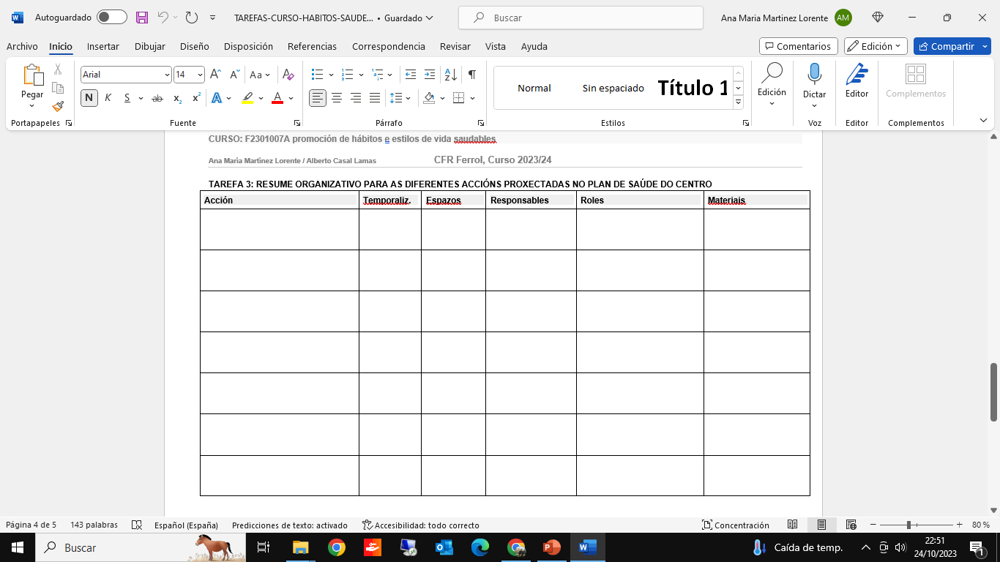 Autoguardado
TAREFAS-CURSO-HABITOS-SAUDE... • Guardado
Buscar
Ana Maria Martinez Lorente
AM
Archivo Inicio Insertar Dibujar Diseño Disposición Referencias Correspondencia Revisar Vista Ayuda
Comentarios
Edición
Compartir
Pegar
Portapapeles
Arial 14
N K S ab x₂ x²
Aa
A
Fuente
Párrafo
Normal
Sin espaciado
Título 1
Estilos
Edición
Dictar
Voz
Editor
Editor
Complementos
Complementos
CURSO: F2301007A promoción de hábitos e estilos de vida saudables
Ana María Martínez Lorente / Alberto Casal Lamas CFR Ferrol, Curso 2023/24
TAREFA 3: RESUME ORGANIZATIVO PARA AS DIFERENTES ACCIÓNS PROXECTADAS NO PLAN DE SAÚDE DO CENTRO
Acción Temporaliz. Espazos Responsables Roles Materiais
Página 4 de 5 143 palabras Español (España) Predicciones de texto: activado Accesibilidad: todo correcto
Concentración
80 %
Buscar
Caída de temp.
22:51
24/10/2023
1